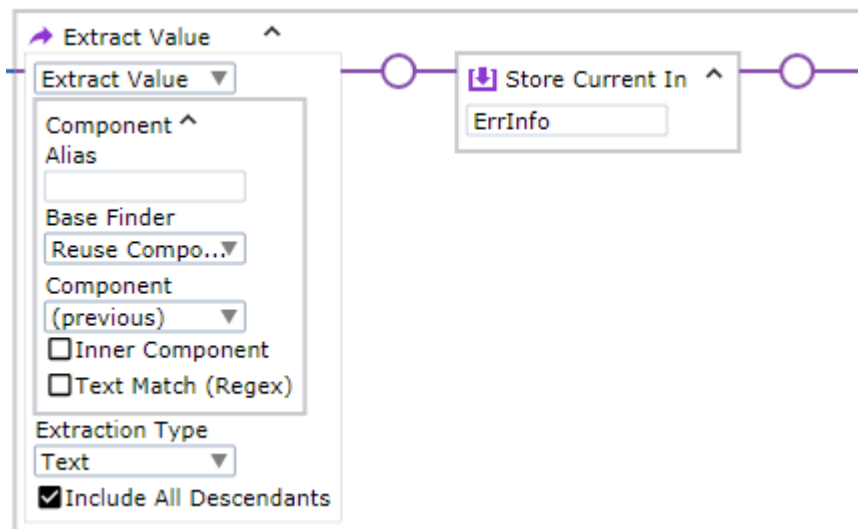 Extract Value
Extract Value
Component
Alias
Base Finder
Reuse Compo...
Component
(previous)
Inner Component
Text Match (Regex)
Extraction Type
Text
Include All Descendants
Store Current In
ErrInfo